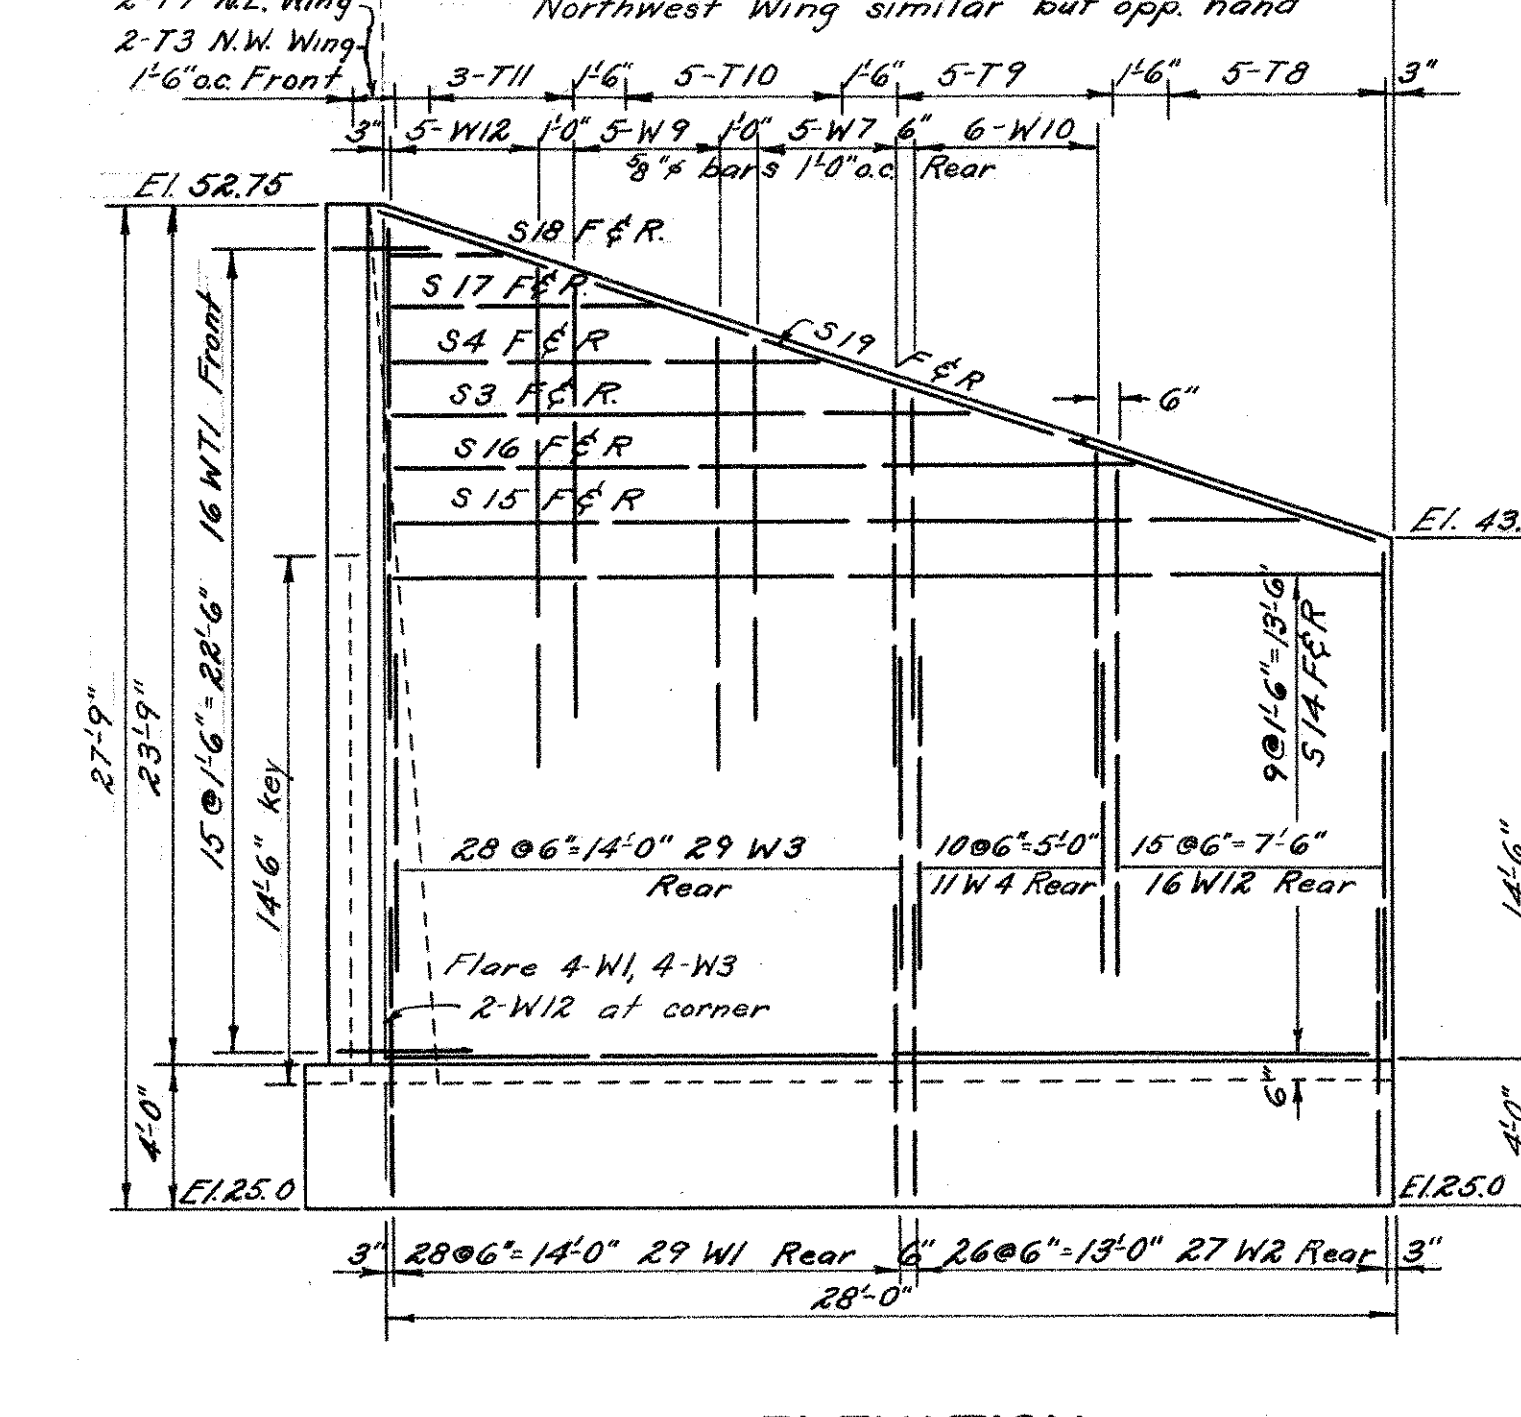 Northwest Wing similar but opp. hand
2-T3 N.W. Wing
1'-6" o.c. Front
3-T11 1'-6" 5-T10 1'-6" 5-T9 1'-6" 5-T8 3"
3" 5-W12 1'-0" 5-W9 1'-0" 5-W7 6" 6-W10
5/8"φ bars 1'-0" o.c. Rear
El. 52.75
S18 F & R.
S17 F & R.
S4 F & R
S19 F & R
S3 F & R.
6"
S16 F & R
S15 F & R
El. 43.
16 WT1 Front
15 @ 1'-6" = 22'-6"
27'-9"
23'-9"
14'-6" key
9 @ 1'-6" = 13'-6"
S14 F & R
14'-6"
28 @ 6" = 14'-0" 29 W3
Rear
10 @ 6" = 5'-0"
11 W4 Rear
15 @ 6" = 7'-6"
16 W12 Rear
Flare 4-W1, 4-W3
2-W12 at corner
4'-0"
6"
4'-0"
El. 25.0
El. 25.0
3" 28 @ 6" = 14'-0" 29 W1 Rear 6" 26 @ 6" = 13'-0" 27 W2 Rear 3"
28'-0"